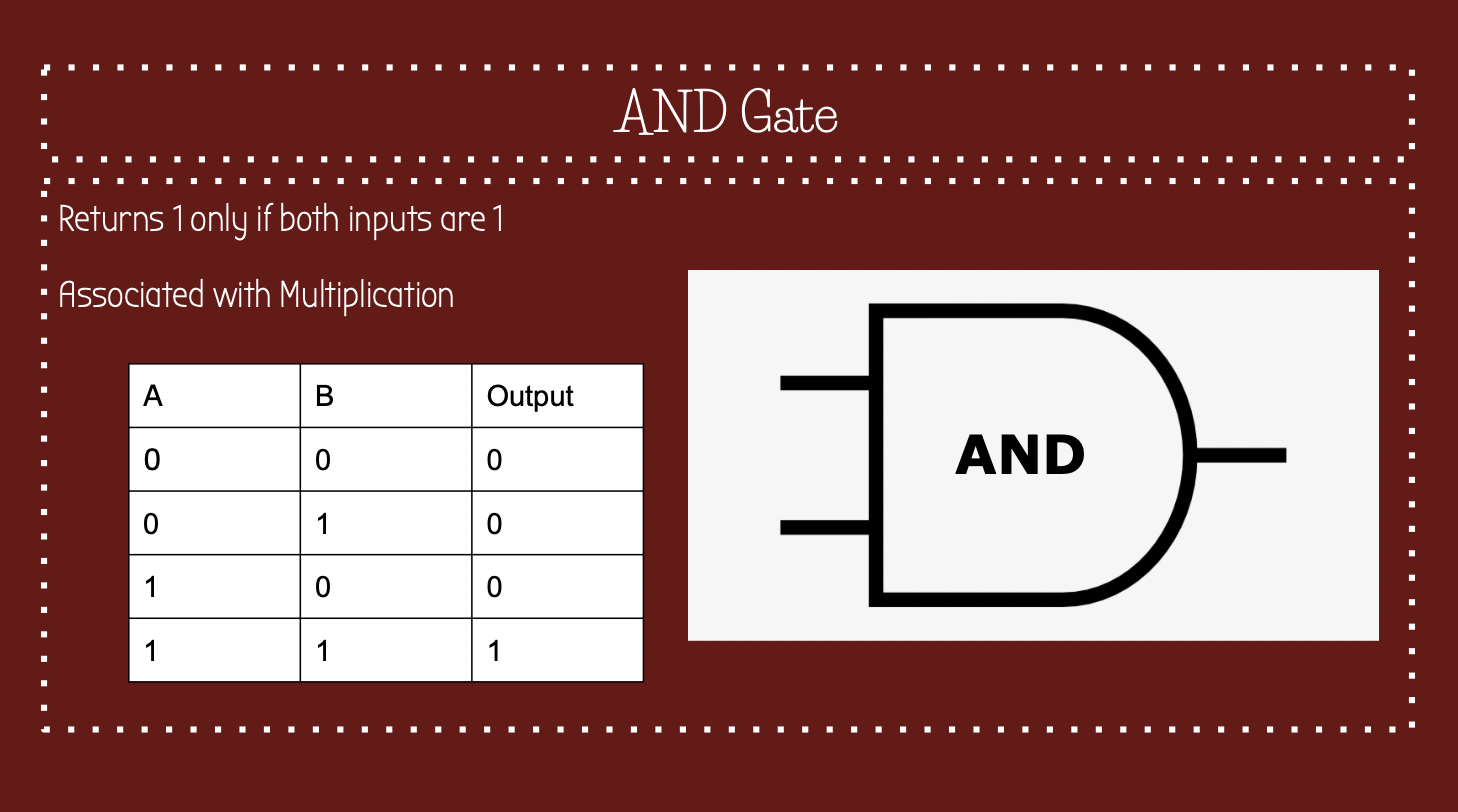 AND Gate
Returns 1 only if both inputs are 1
Associated with Multiplication
A B Output
0 0 0
0 1 0
1 0 0
1 1 1
AND